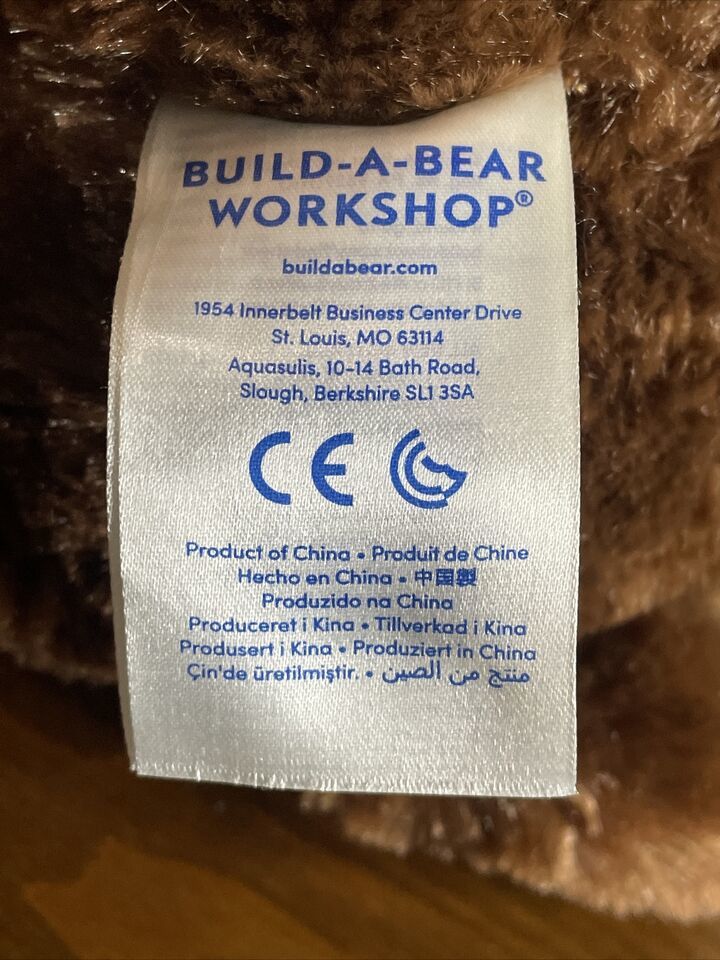 BUILD-A-BEAR
WORKSHOP®
buildabear.com
1954 Innerbelt Business Center Drive
St. Louis, MO 63114
Aquasulis, 10-14 Bath Road,
Slough, Berkshire SL1 3SA
CE
Product of China • Produit de Chine
Hecho en China • 中国製
Produzido na China
Produceret i Kina • Tillverkad i Kina
Produsert i Kina • Produziert in China
Çin'de üretilmiştir. • منتج من الصين